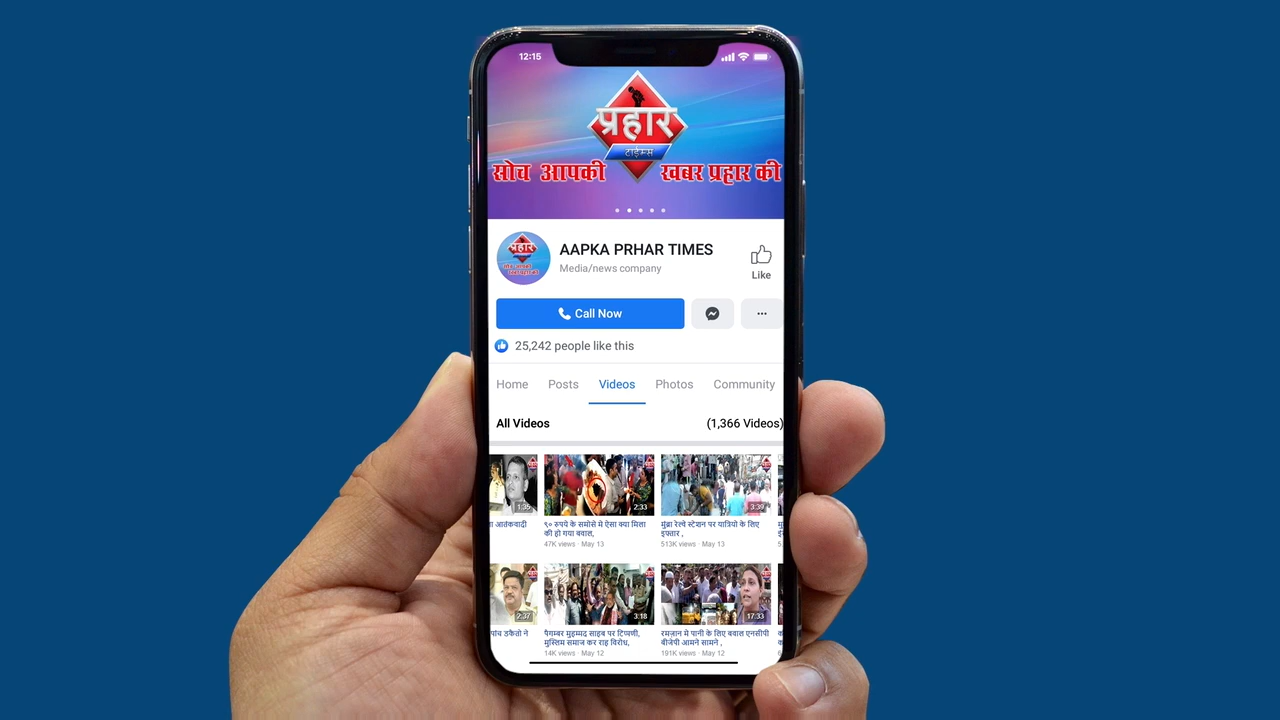 12:15
प्रहार
टाईम्स
सोच आपकी खबर प्रहार की
प्रहार
AAPKA PRHAR TIMES
Media/news company
Like
Call Now
25,242 people like this
Home Posts Videos Photos Community
All Videos (1,366 Videos)
1:35 2:33 3:39
आतंकवादी
९० रुपये के समोसे मे ऐसा क्या मिला
की हो गया बवाल,
47K views · May 13
मुंब्रा रेल्वे स्टेशन पर यात्रियो के लिए
इफ्तार ,
513K views · May 13
2:37 3:18 17:33
पांच डकैतो ने
पैगम्बर मुहम्मद साहब पर टिप्पणी,
मुस्लिम समाज कर राह विरोध,
14K views · May 12
रमज़ान मे पानी के लिए बवाल एनसीपी
बीजेपी आमने सामने ,
191K views · May 12